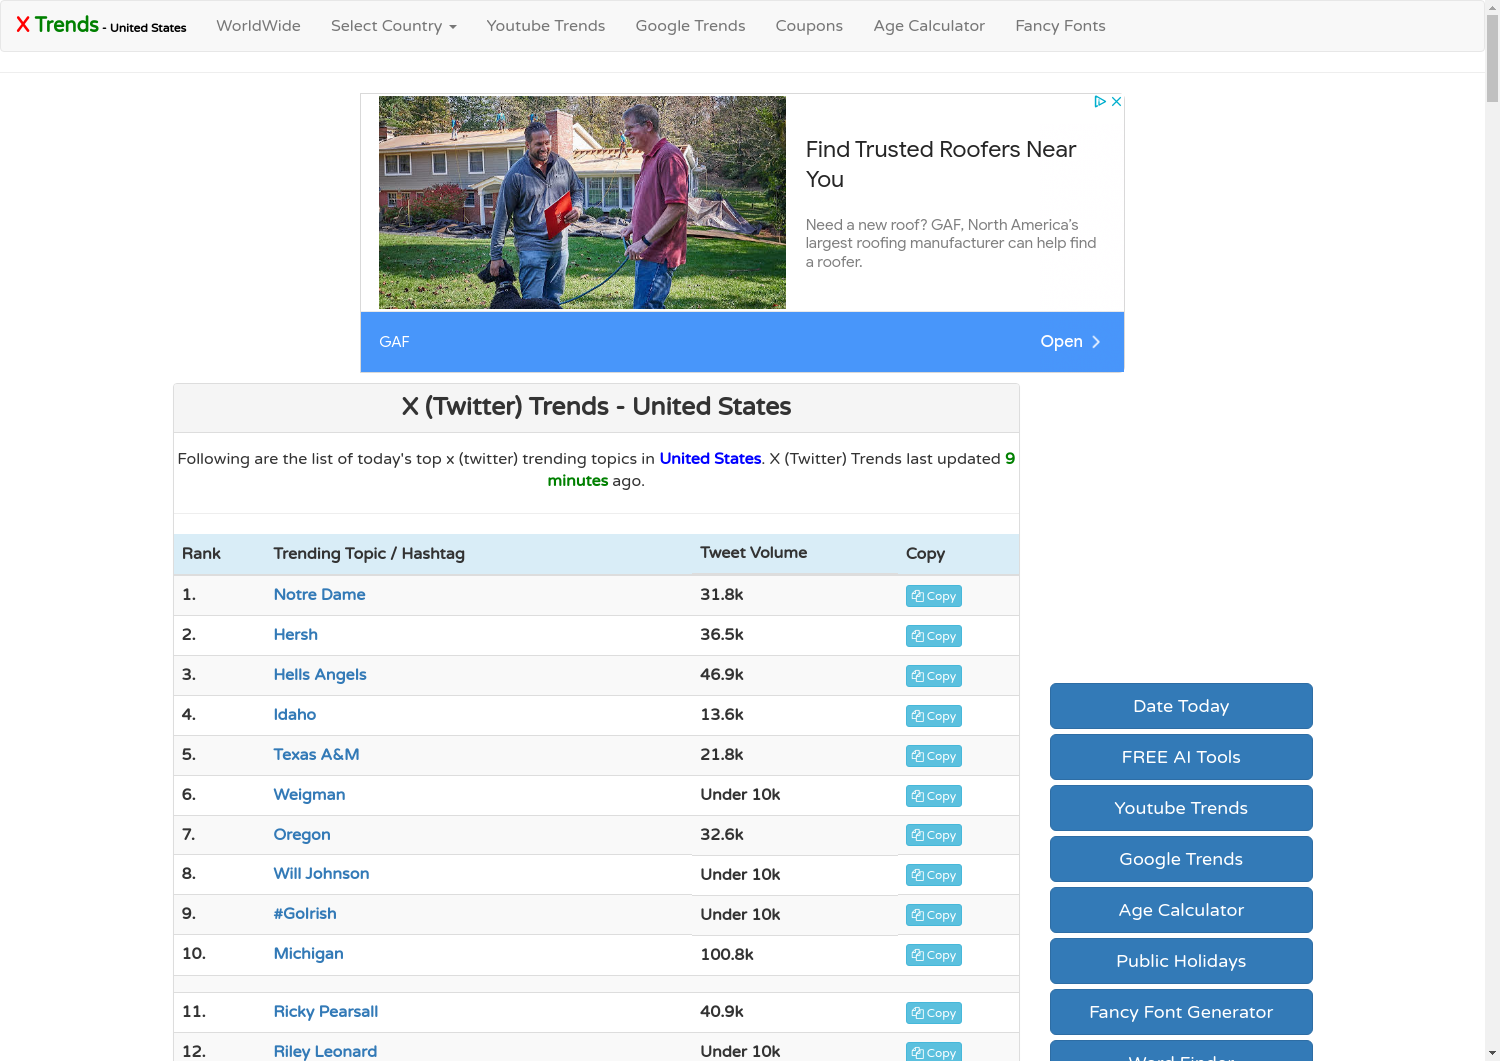 X Trends - United States WorldWide Select Country Youtube Trends Google Trends Coupons Age Calculator Fancy Fonts
Find Trusted Roofers Near
You
Need a new roof? GAF, North America's
largest roofing manufacturer can help find
a roofer.
GAF Open
X (Twitter) Trends - United States
Following are the list of today's top x (twitter) trending topics in United States. X (Twitter) Trends last updated 9
minutes ago.
Rank Trending Topic / Hashtag Tweet Volume Copy
1. Notre Dame 31.8k Copy
2. Hersh 36.5k Copy
3. Hells Angels 46.9k Copy
4. Idaho 13.6k Copy
5. Texas A&M 21.8k Copy
6. Weigman Under 10k Copy
7. Oregon 32.6k Copy
8. Will Johnson Under 10k Copy
9. #GoIrish Under 10k Copy
10. Michigan 100.8k Copy
11. Ricky Pearsall 40.9k Copy
12. Riley Leonard Under 10k Copy
Date Today
FREE AI Tools
Youtube Trends
Google Trends
Age Calculator
Public Holidays
Fancy Font Generator
Word Finder